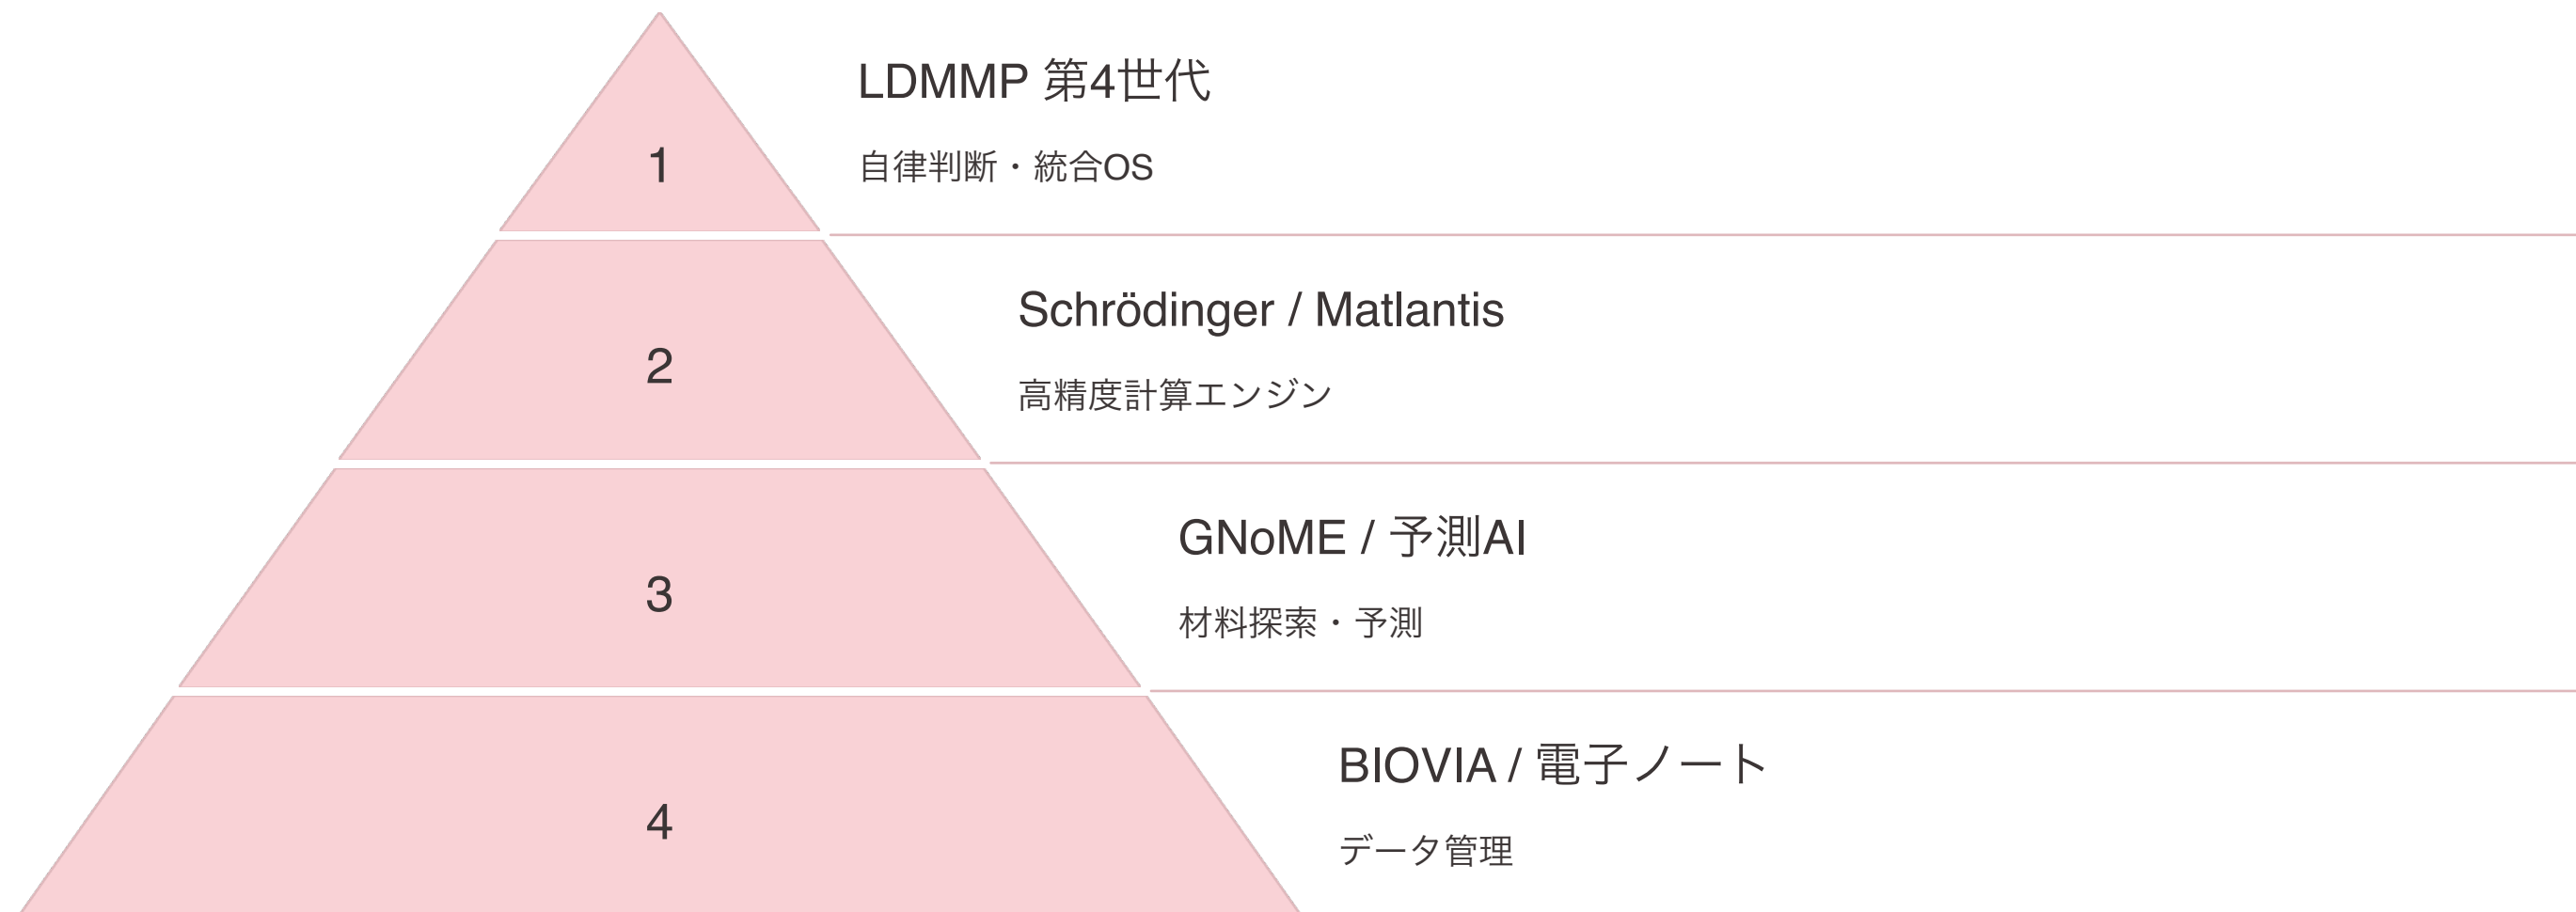 1
LDMMP 第4世代
自律判断・統合OS
2
Schrödinger / Matlantis
高精度計算エンジン
3
GNoME / 予測AI
材料探索・予測
4
BIOVIA / 電子ノート
データ管理